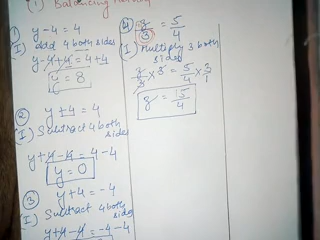 (1) Balancing Method
①
y - 4 = 4
(I) add 4 both sides
y - 4 + 4 = 4 + 4
y = 8
②
y + 4 = 4
(I) Subtract 4 both sides
y + 4 - 4 = 4 - 4
y = 0
③
y + 4 = -4
(I) Subtract 4 both sides
y + 4 - 4 = -4 - 4
④ y/3 = 5/4
(I) Multiply 3 both sides
y/3 × 3 = 5/4 × 3/1
y = 15/4